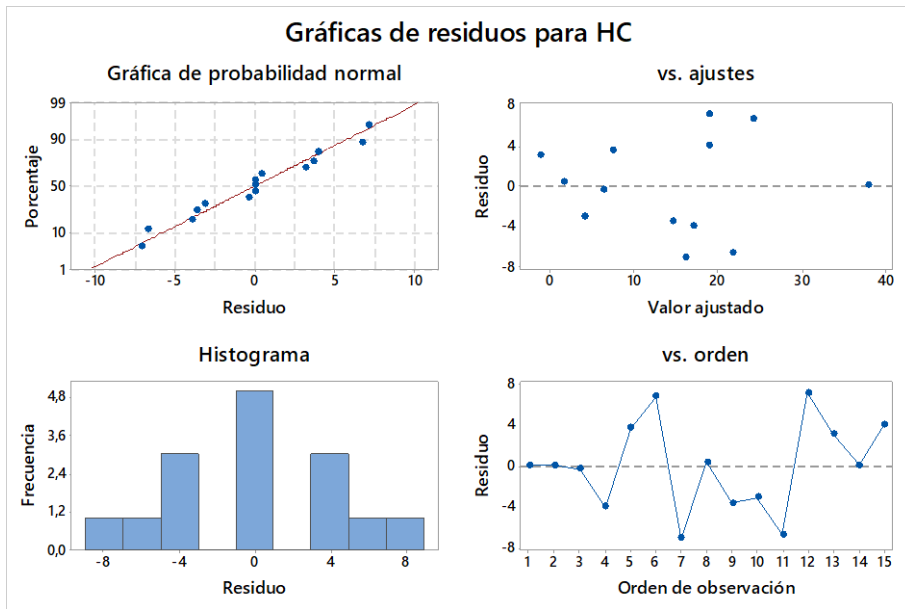 Gráficas de residuos para HC
Gráfica de probabilidad normal
99
90
50
10
1
Porcentaje
-10 -5 0 5 10
Residuo
vs. ajustes
8
4
0
-4
-8
Residuo
0 10 20 30 40
Valor ajustado
Histograma
4,8
3,6
2,4
1,2
0,0
Frecuencia
-8 -4 0 4 8
Residuo
vs. orden
8
4
0
-4
-8
Residuo
1 2 3 4 5 6 7 8 9 10 11 12 13 14 15
Orden de observación